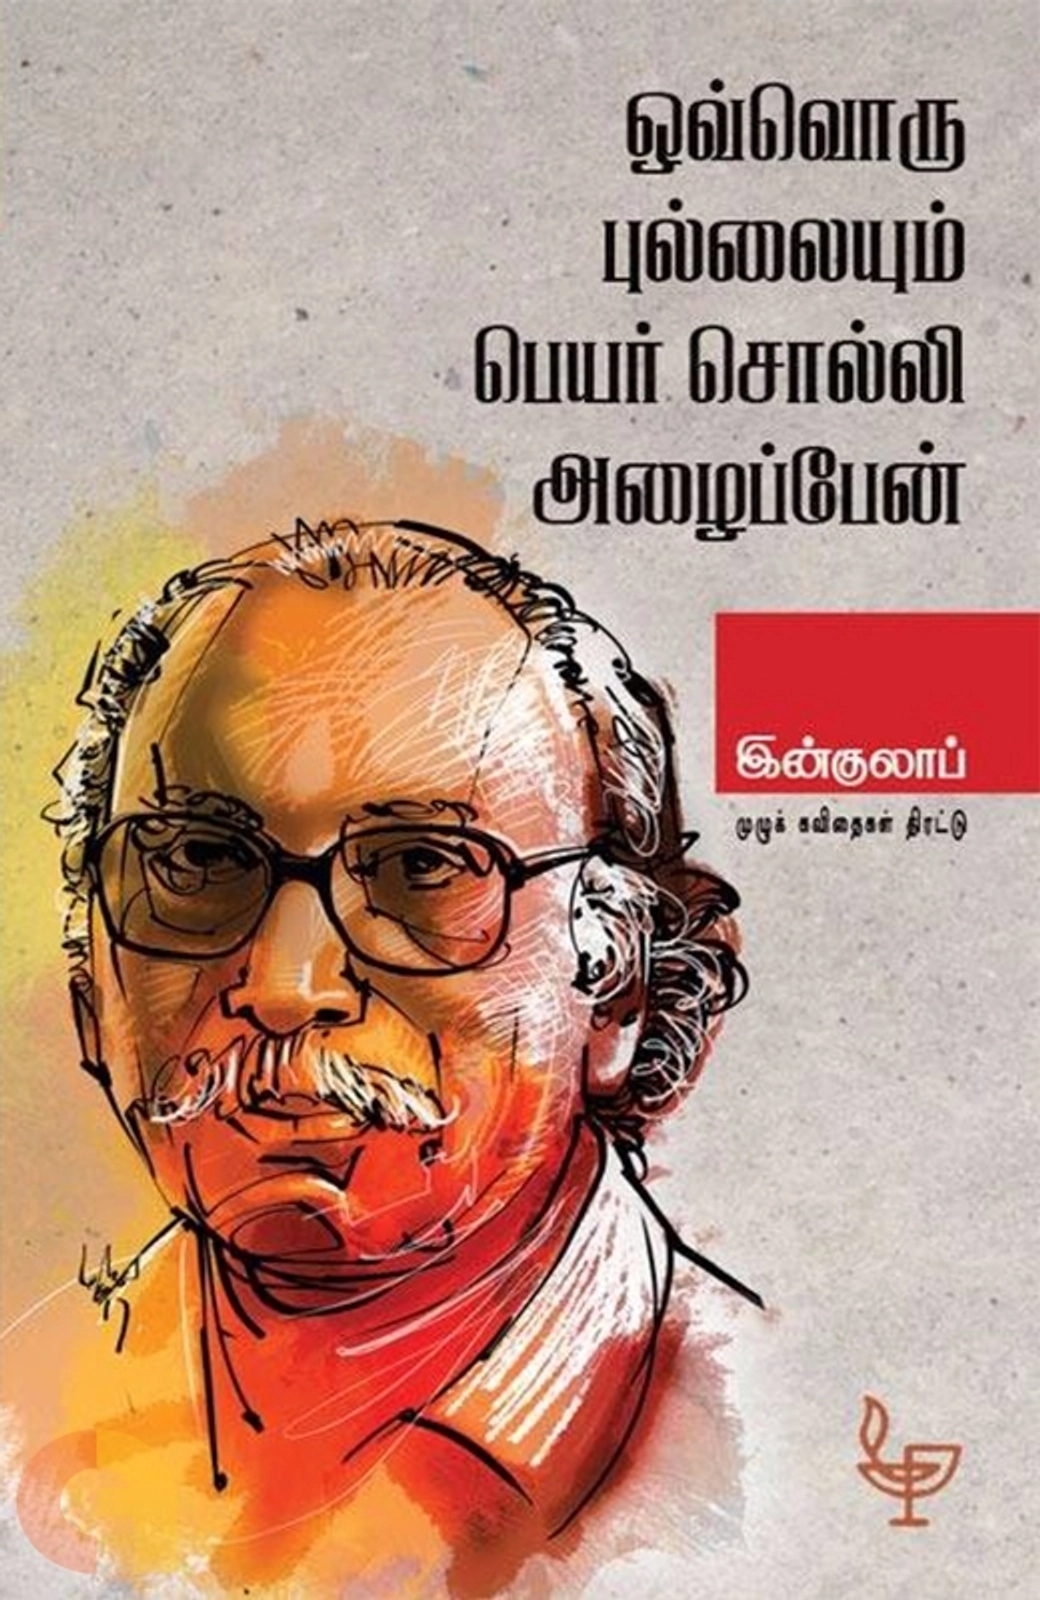 ஒவ்வொரு
புல்லையும்
பெயர் சொல்லி
அழைப்பேன்
இன்குலாப்
முழுக் கவிதைகள் திரட்டு